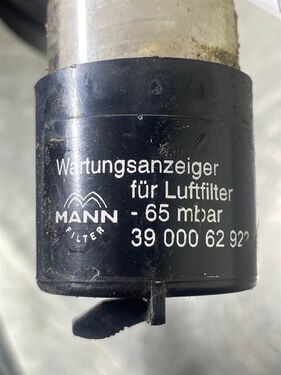 Wartungsanzeiger
für Luftfilter
MANN
FILTER
- 65 mbar
39 000 62 92